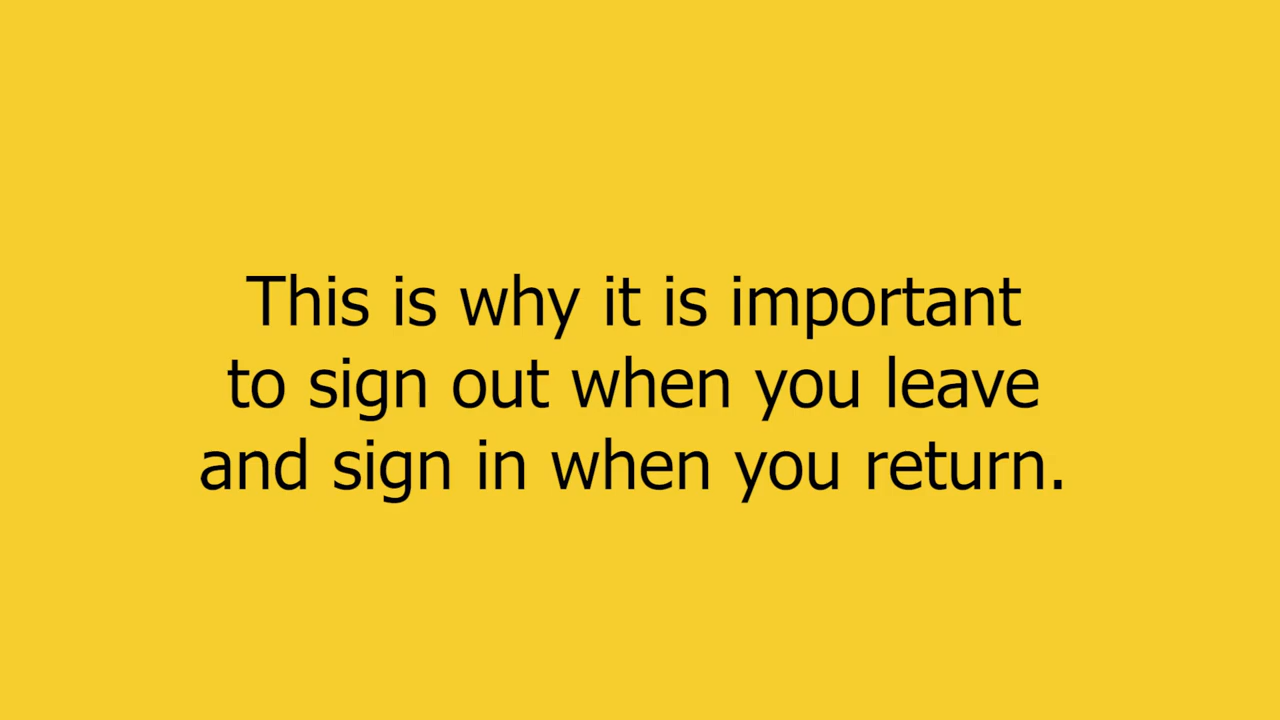 This is why it is important
to sign out when you leave
and sign in when you return.